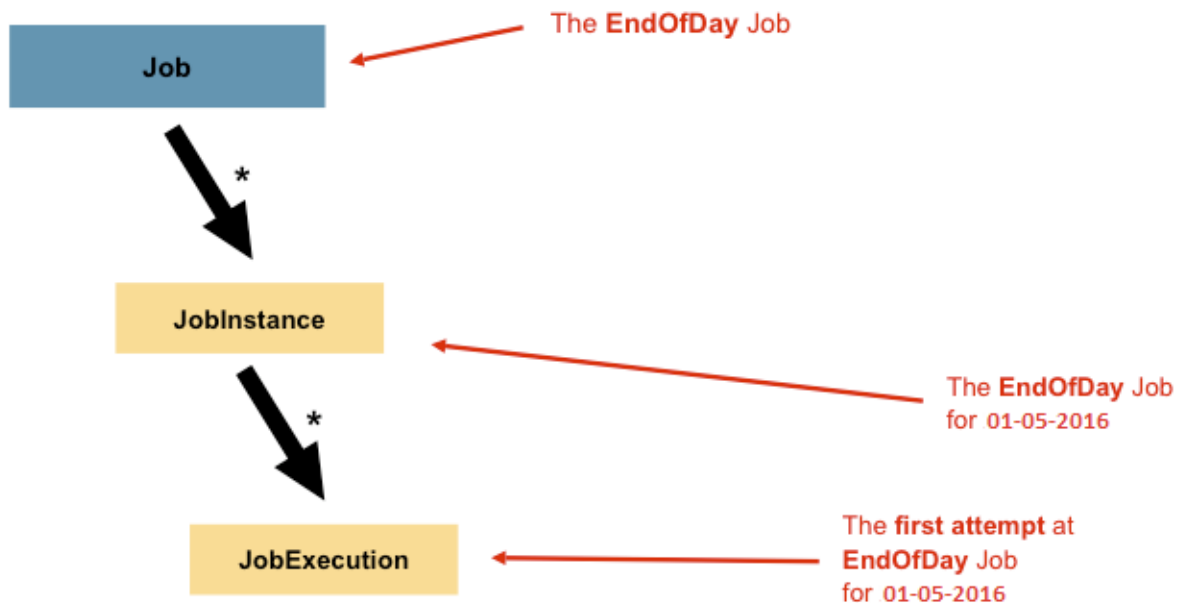 The EndOfDay Job
Job
*
JobInstance
*
The EndOfDay Job
for 01-05-2016
The first attempt at
EndOfDay Job
for 01-05-2016
JobExecution